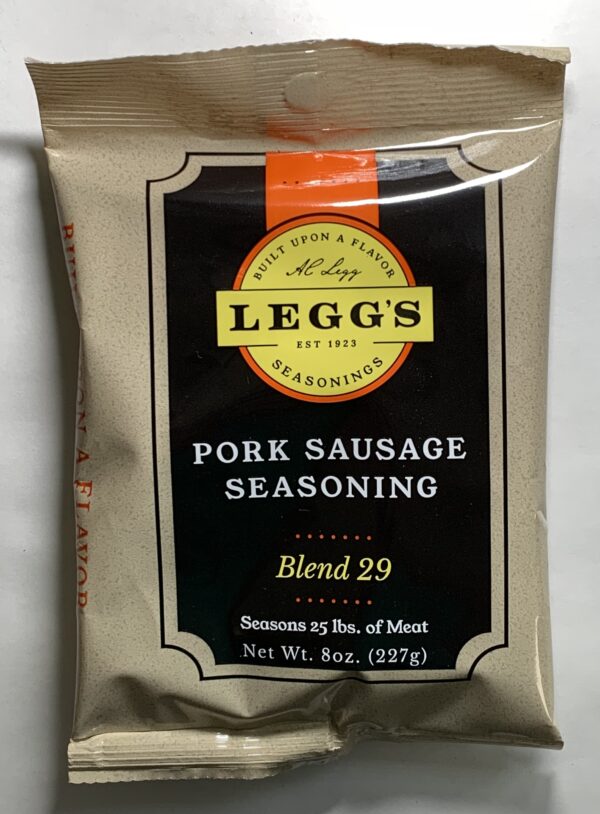 BUILT UPON A FLAVOR
Al Legg
LEGG'S
EST 1923
SEASONINGS
PORK SAUSAGE
SEASONING
Blend 29
Seasons 25 lbs. of Meat
Net Wt. 8oz. (227g)
A FLAVOR